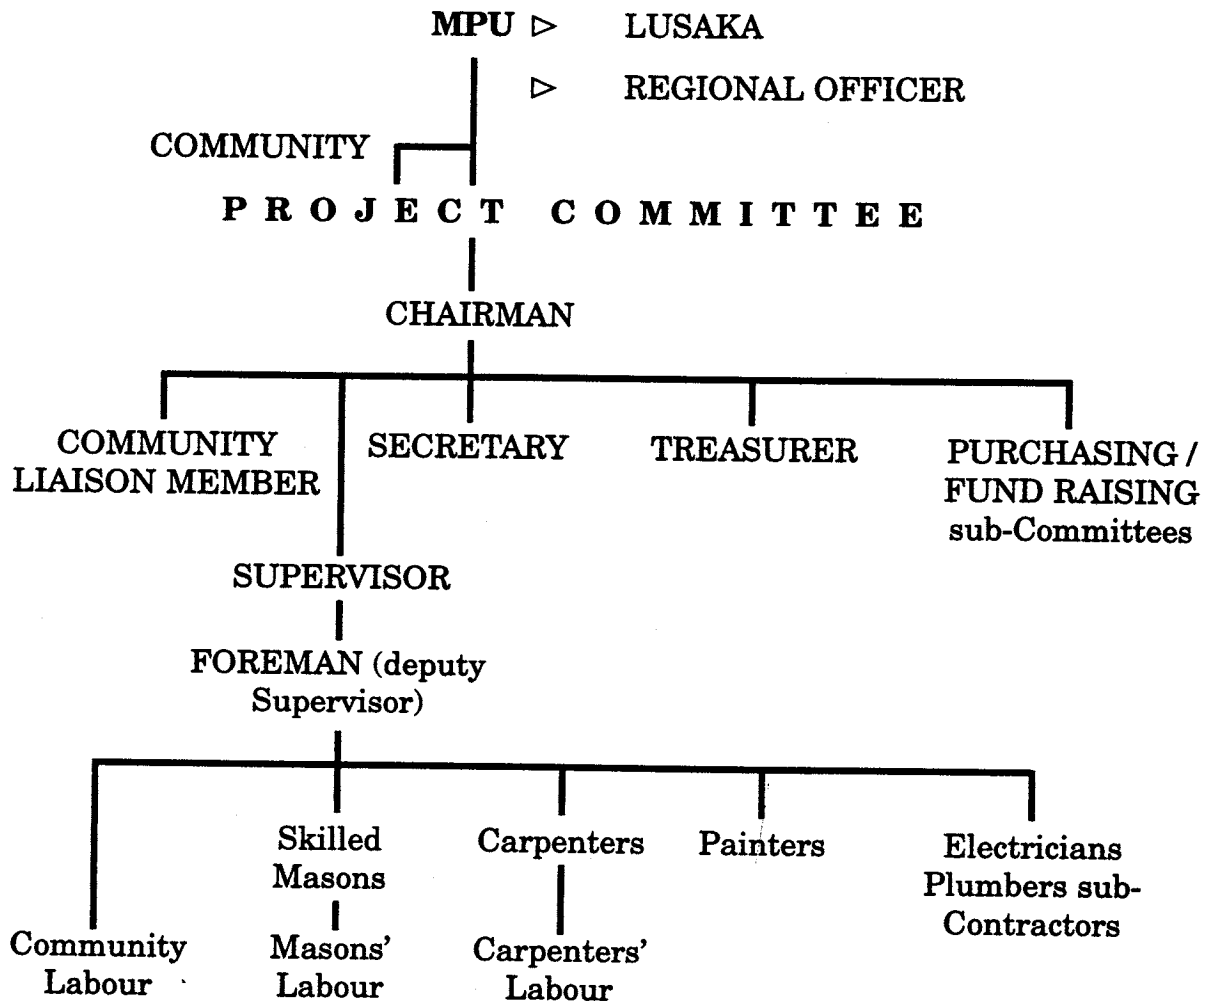 MPU ▷ LUSAKA
▷ REGIONAL OFFICER
COMMUNITY
PROJECT COMMITTEE
CHAIRMAN
COMMUNITY
LIAISON MEMBER
SECRETARY
TREASURER
PURCHASING /
FUND RAISING
sub-Committees
SUPERVISOR
FOREMAN (deputy
Supervisor)
Skilled
Masons
Carpenters
Painters
Electricians
Plumbers sub-
Contractors
Community
Labour
Masons'
Labour
Carpenters'
Labour